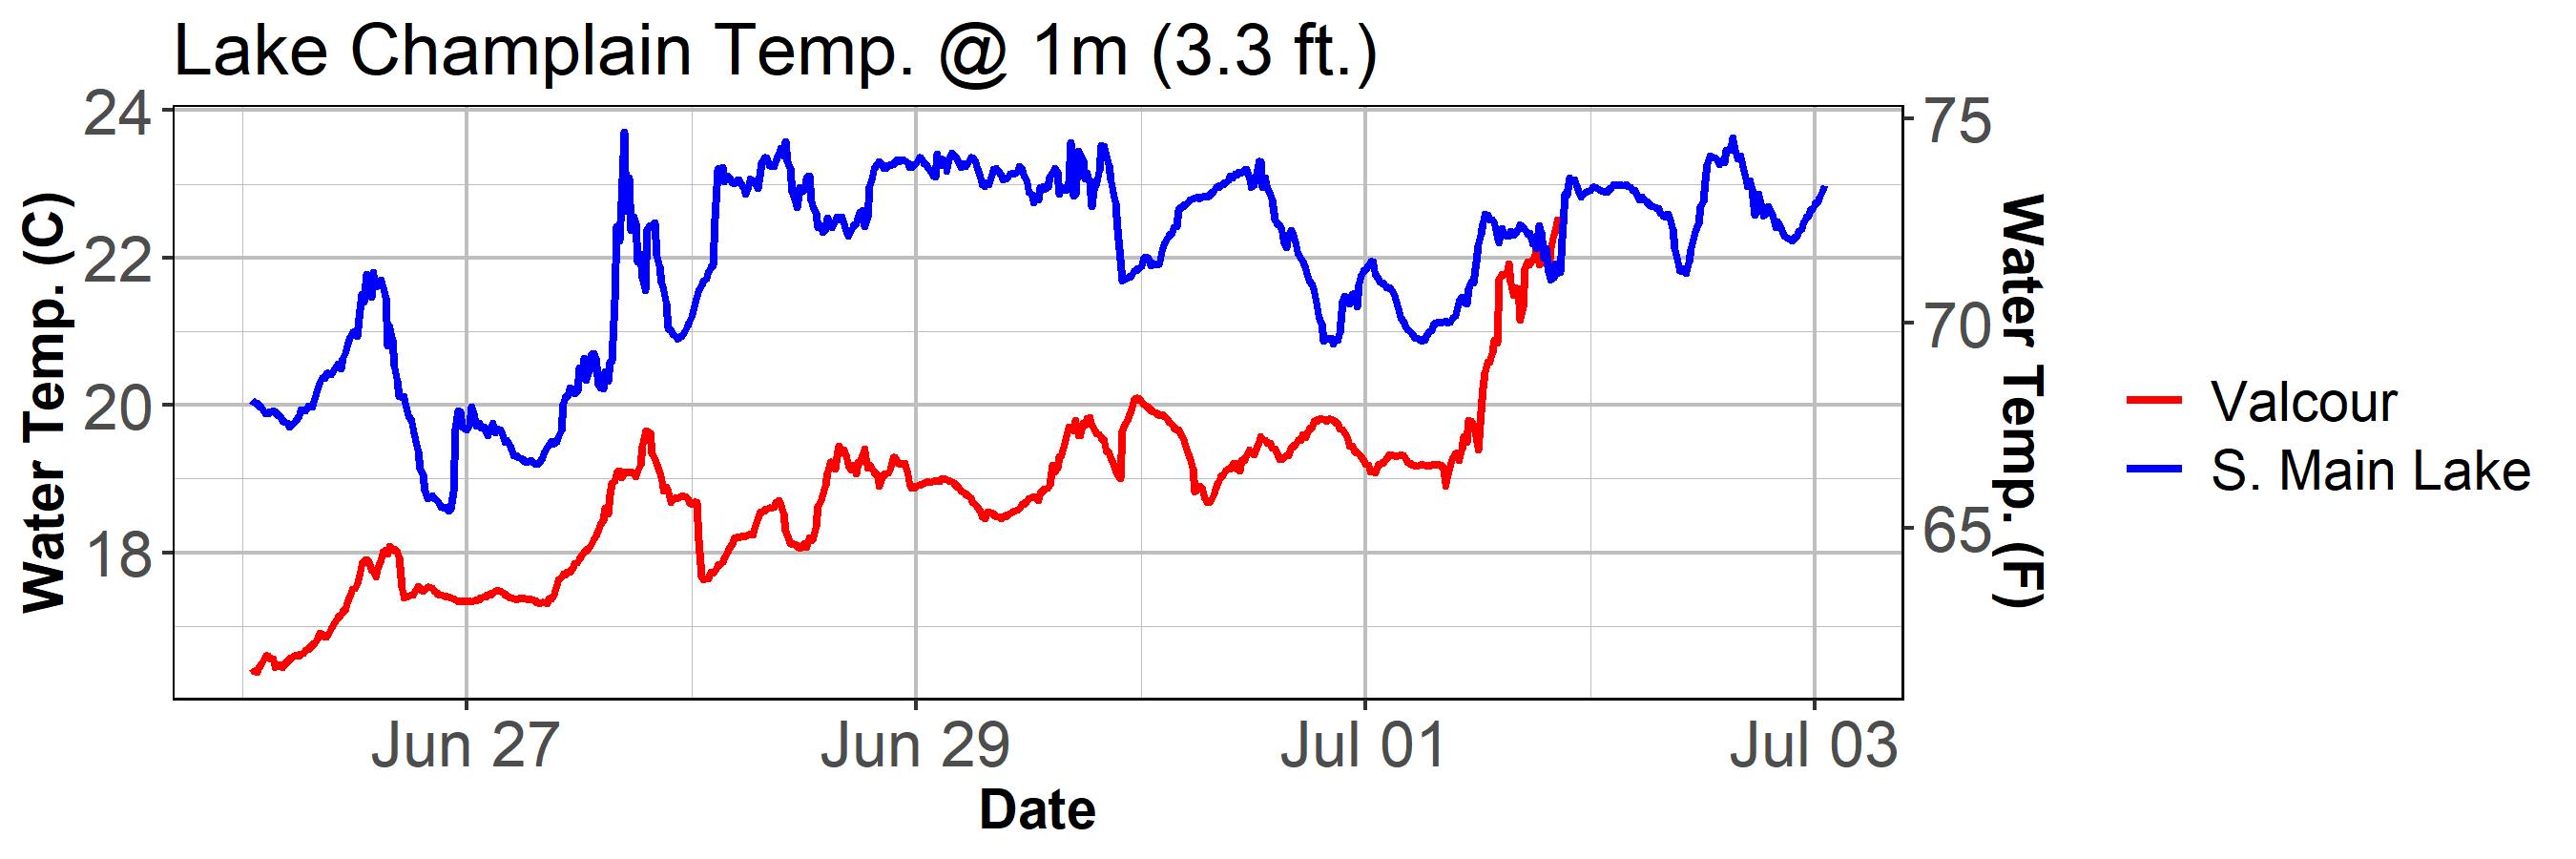 Lake Champlain Temp. @ 1m (3.3 ft.)
24
22
20
18
Water Temp. (C)
75
70
65
Water Temp. (F)
Jun 27
Jun 29
Jul 01
Jul 03
Date
Valcour
S. Main Lake